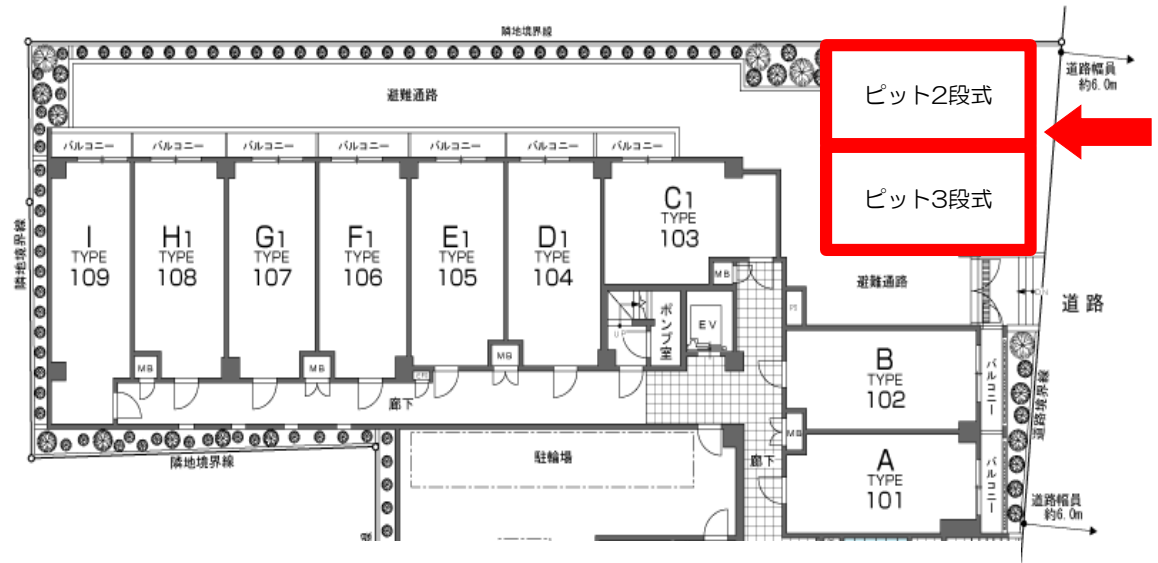 隣地境界線
道路幅員
約6.0m
ピット2段式
避難通路
バルコニー
バルコニー
バルコニー
バルコニー
バルコニー
バルコニー
バルコニー
ピット3段式
隣地境界線
I
TYPE
109
H1
TYPE
108
G1
TYPE
107
F1
TYPE
106
E1
TYPE
105
D1
TYPE
104
C1
TYPE
103
MB
避難通路
PS
道路
ポンプ室
EV
U
MB
MB
MB
B
TYPE
102
バルコニー
道路境界線
廊下
MB
隣地境界線
駐輪場
廊下
A
TYPE
101
バルコニー
道路幅員
約6.0m